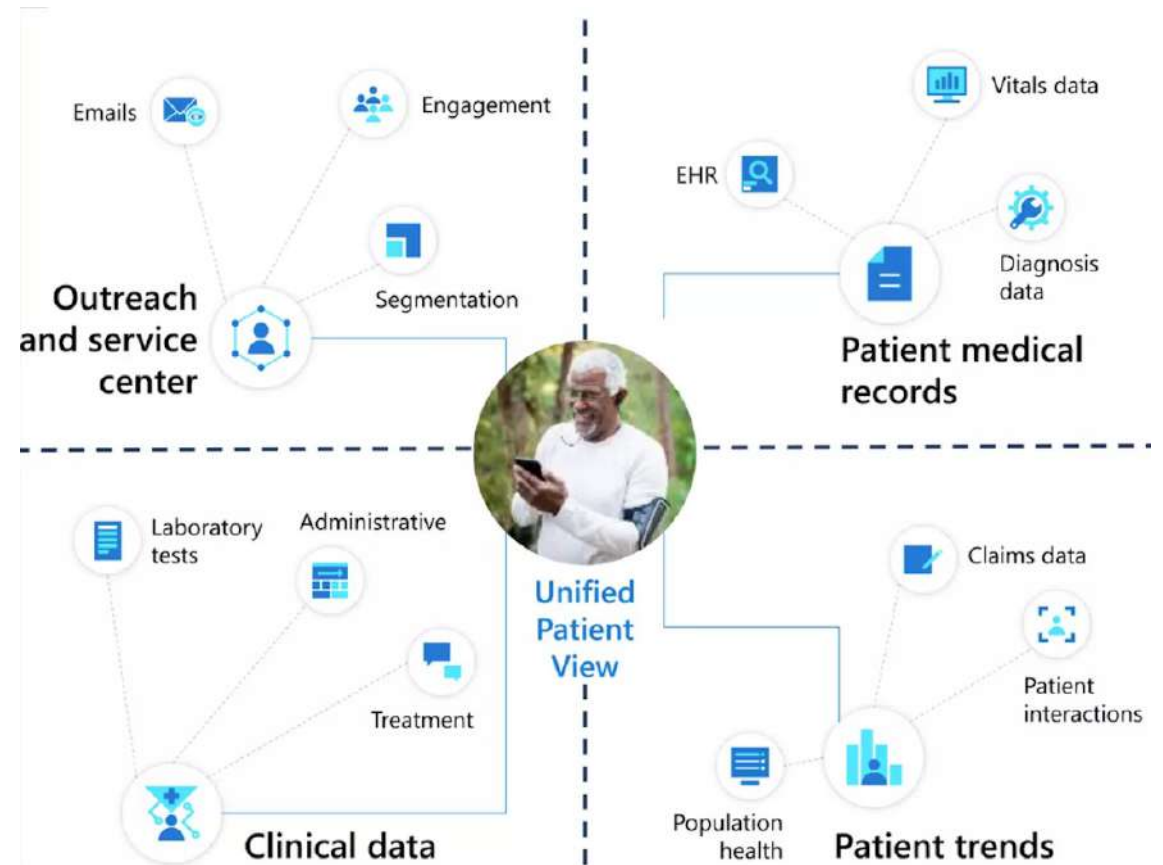 Emails
Engagement
Segmentation
Outreach
and service
center
Vitals data
EHR
Diagnosis
data
Patient medical
records
Unified
Patient
View
Laboratory
tests
Administrative
Treatment
Clinical data
Claims data
Patient
interactions
Population
health
Patient trends